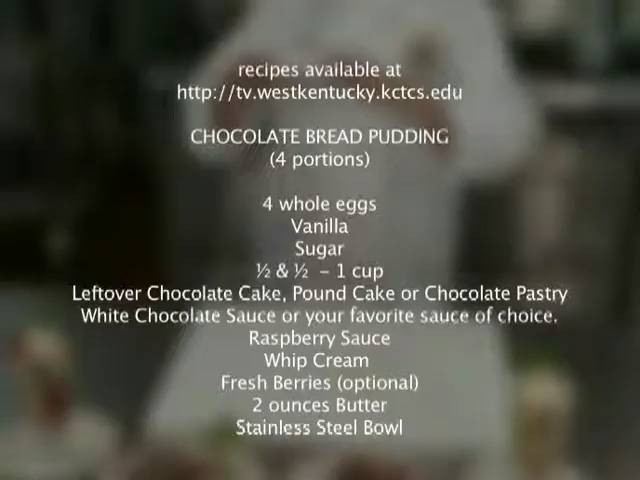 recipes available at
http://tv.westkentucky.kctcs.edu
CHOCOLATE BREAD PUDDING
(4 portions)
4 whole eggs
Vanilla
Sugar
½ & ½ – 1 cup
Leftover Chocolate Cake, Pound Cake or Chocolate Pastry
White Chocolate Sauce or your favorite sauce of choice.
Raspberry Sauce
Whip Cream
Fresh Berries (optional)
2 ounces Butter
Stainless Steel Bowl